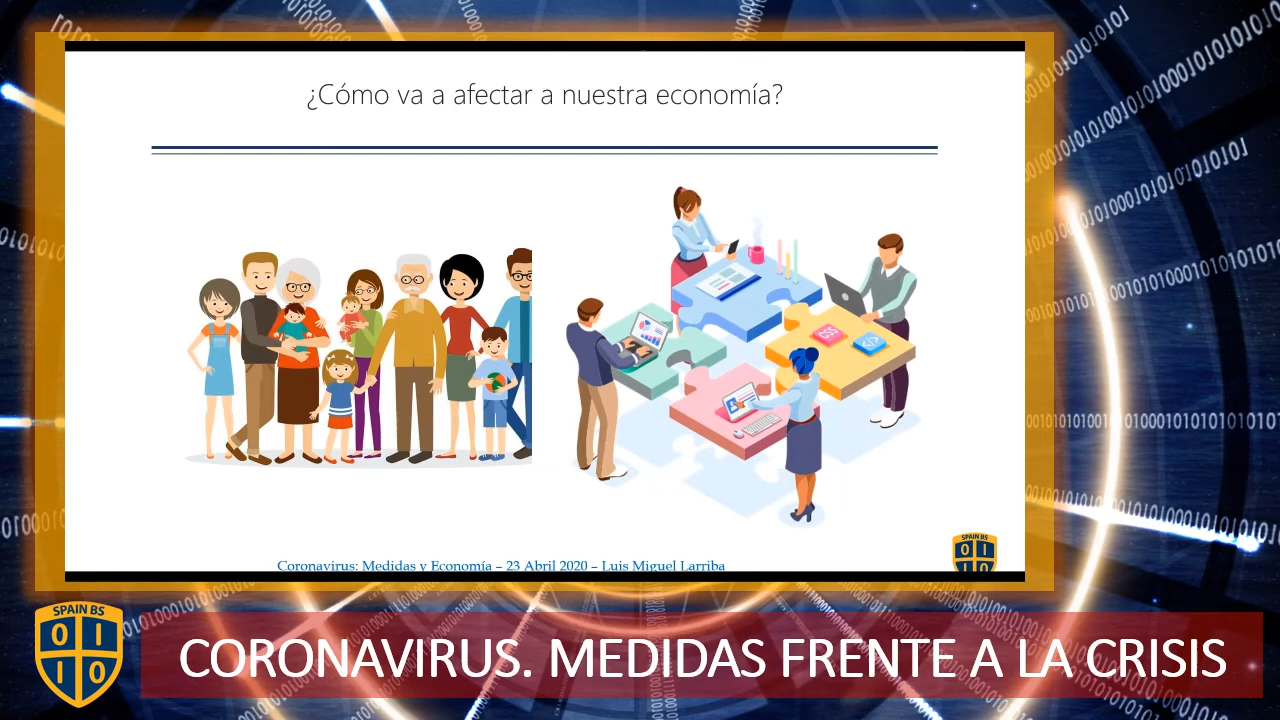 ¿Cómo va a afectar a nuestra economía?
CSS
</>
SPAIN BS
O I
I O
Coronavirus: Medidas y Economía – 23 Abril 2020 – Luis Miguel Larriba
SPAIN BS
O I
I O
CORONAVIRUS. MEDIDAS FRENTE A LA CRISIS